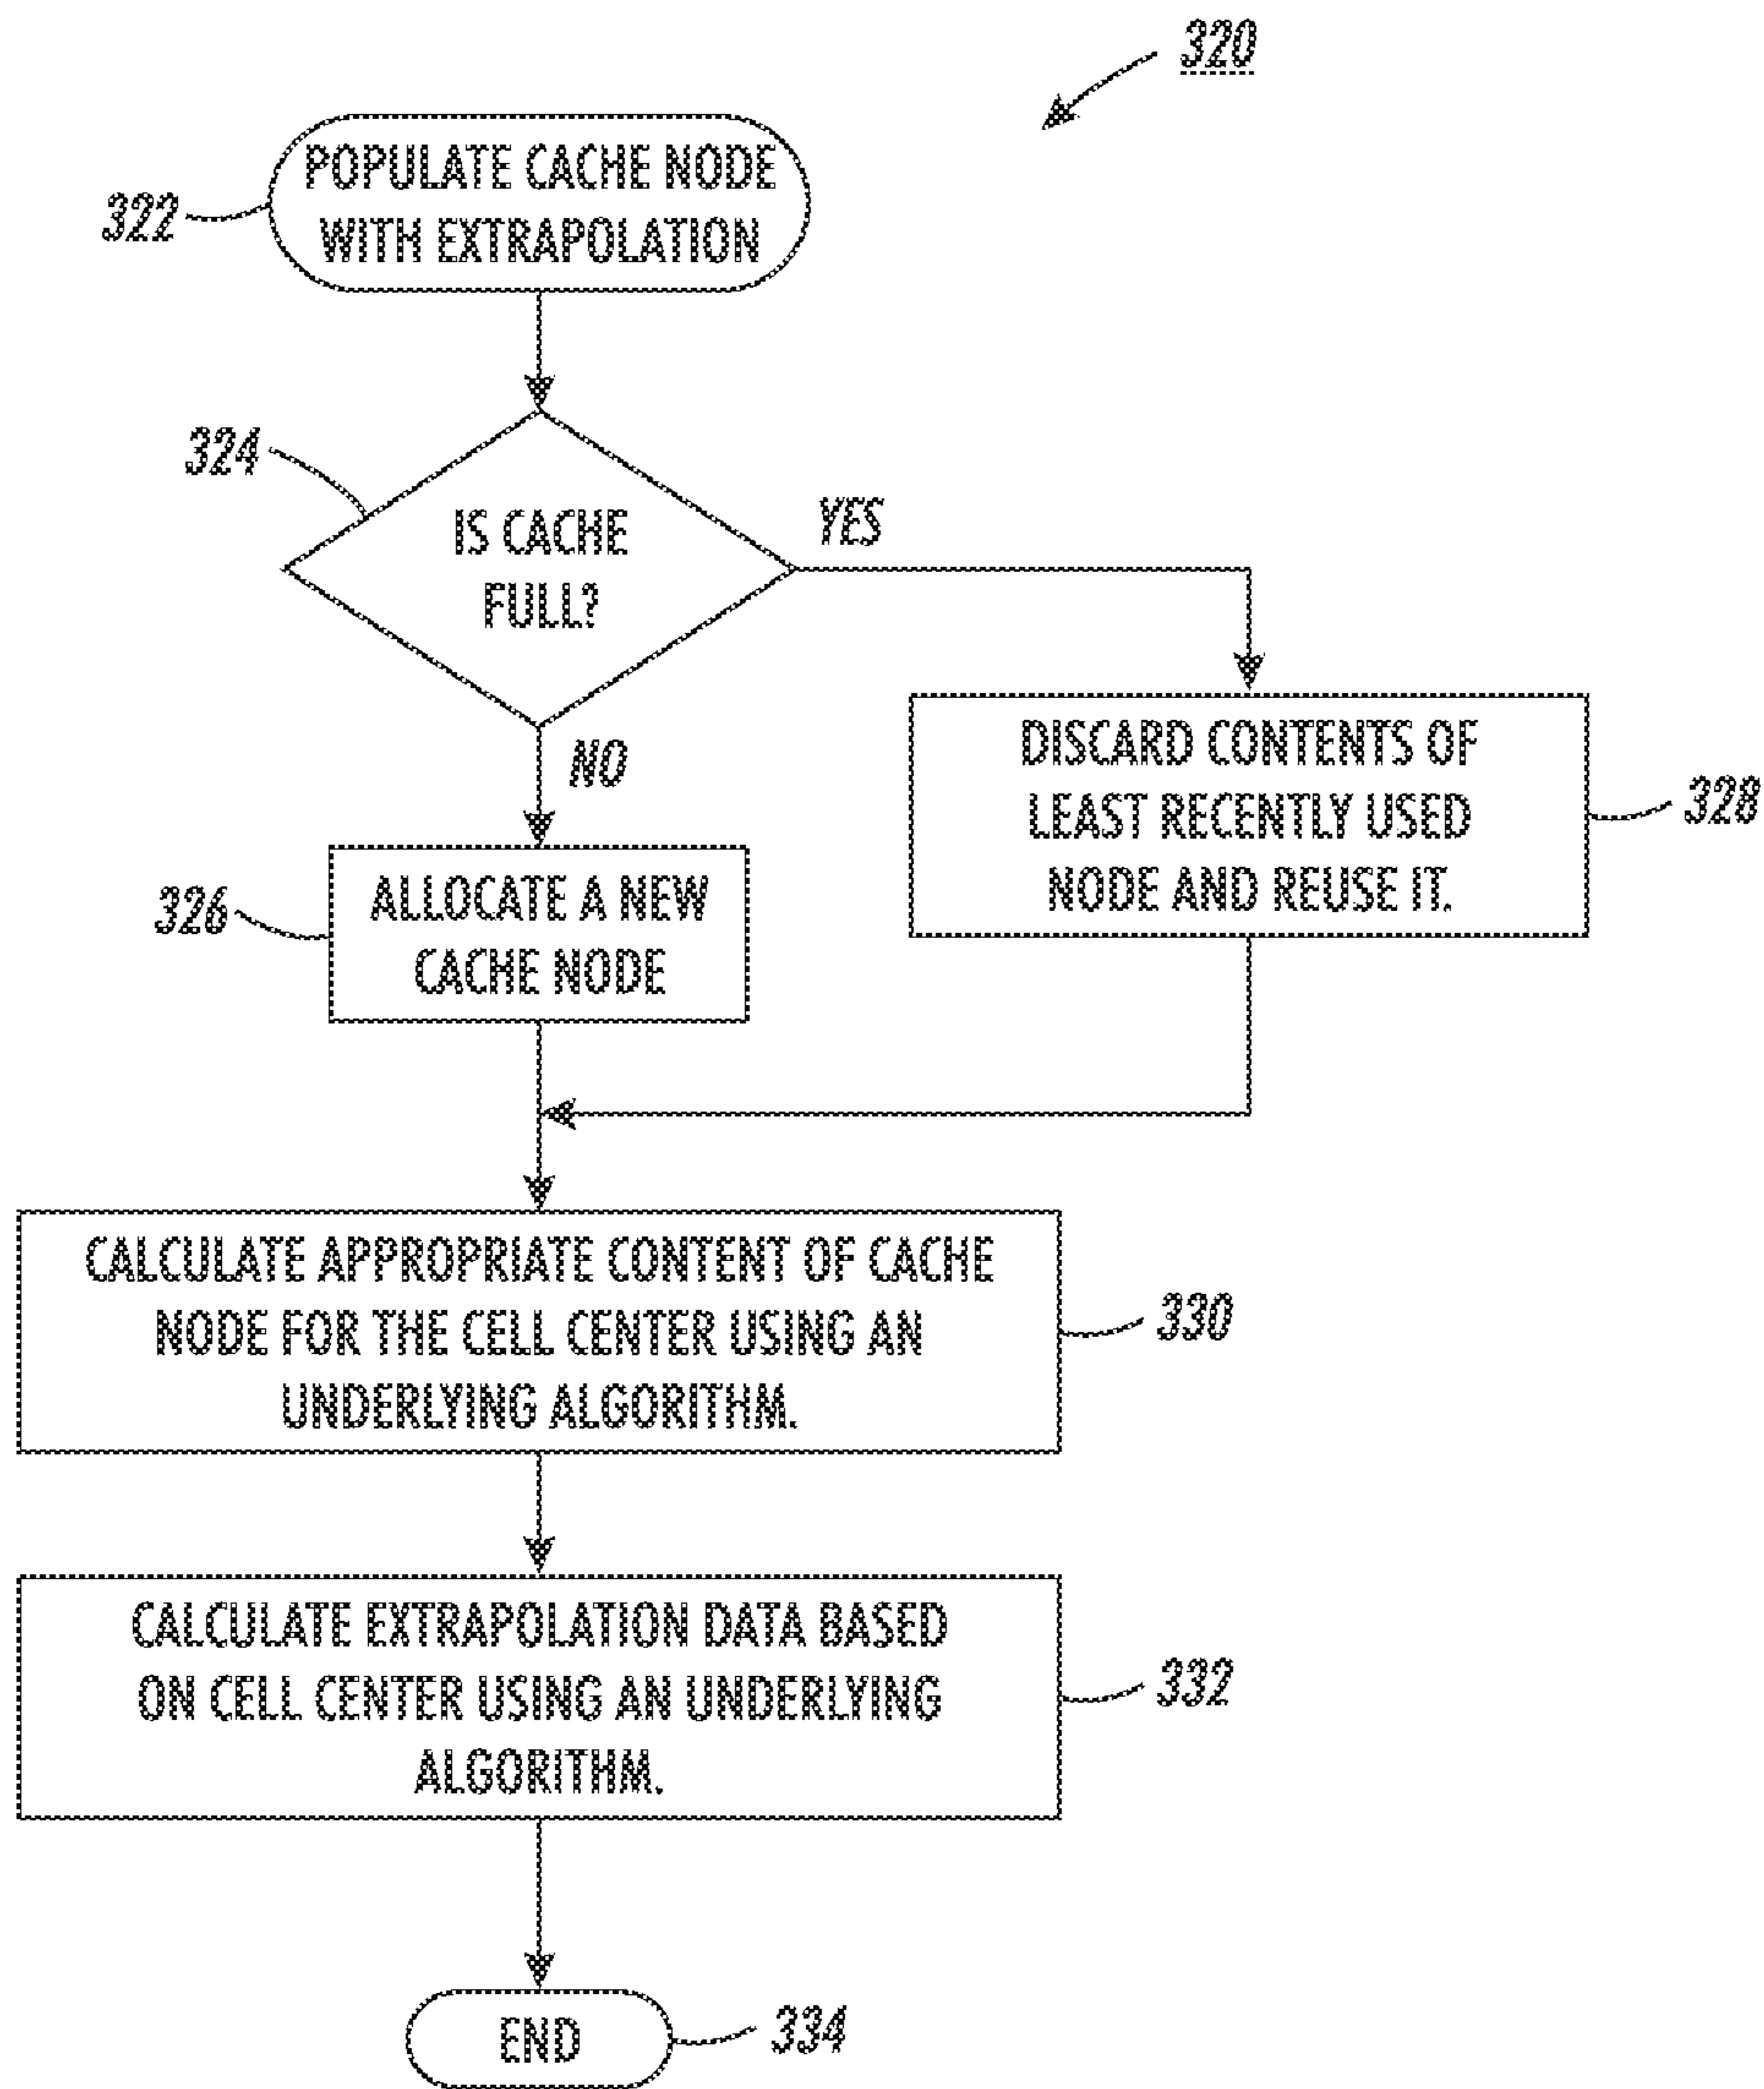 320
POPULATE CACHE NODE
WITH EXTRAPOLATION
322
324
IS CACHE
FULL?
YES
NO
DISCARD CONTENTS OF
LEAST RECENTLY USED
NODE AND REUSE IT.
328
326
ALLOCATE A NEW
CACHE NODE
CALCULATE APPROPRIATE CONTENT OF CACHE
NODE FOR THE CELL CENTER USING AN
UNDERLYING ALGORITHM.
330
CALCULATE EXTRAPOLATION DATA BASED
ON CELL CENTER USING AN UNDERLYING
ALGORITHM.
332
END
334